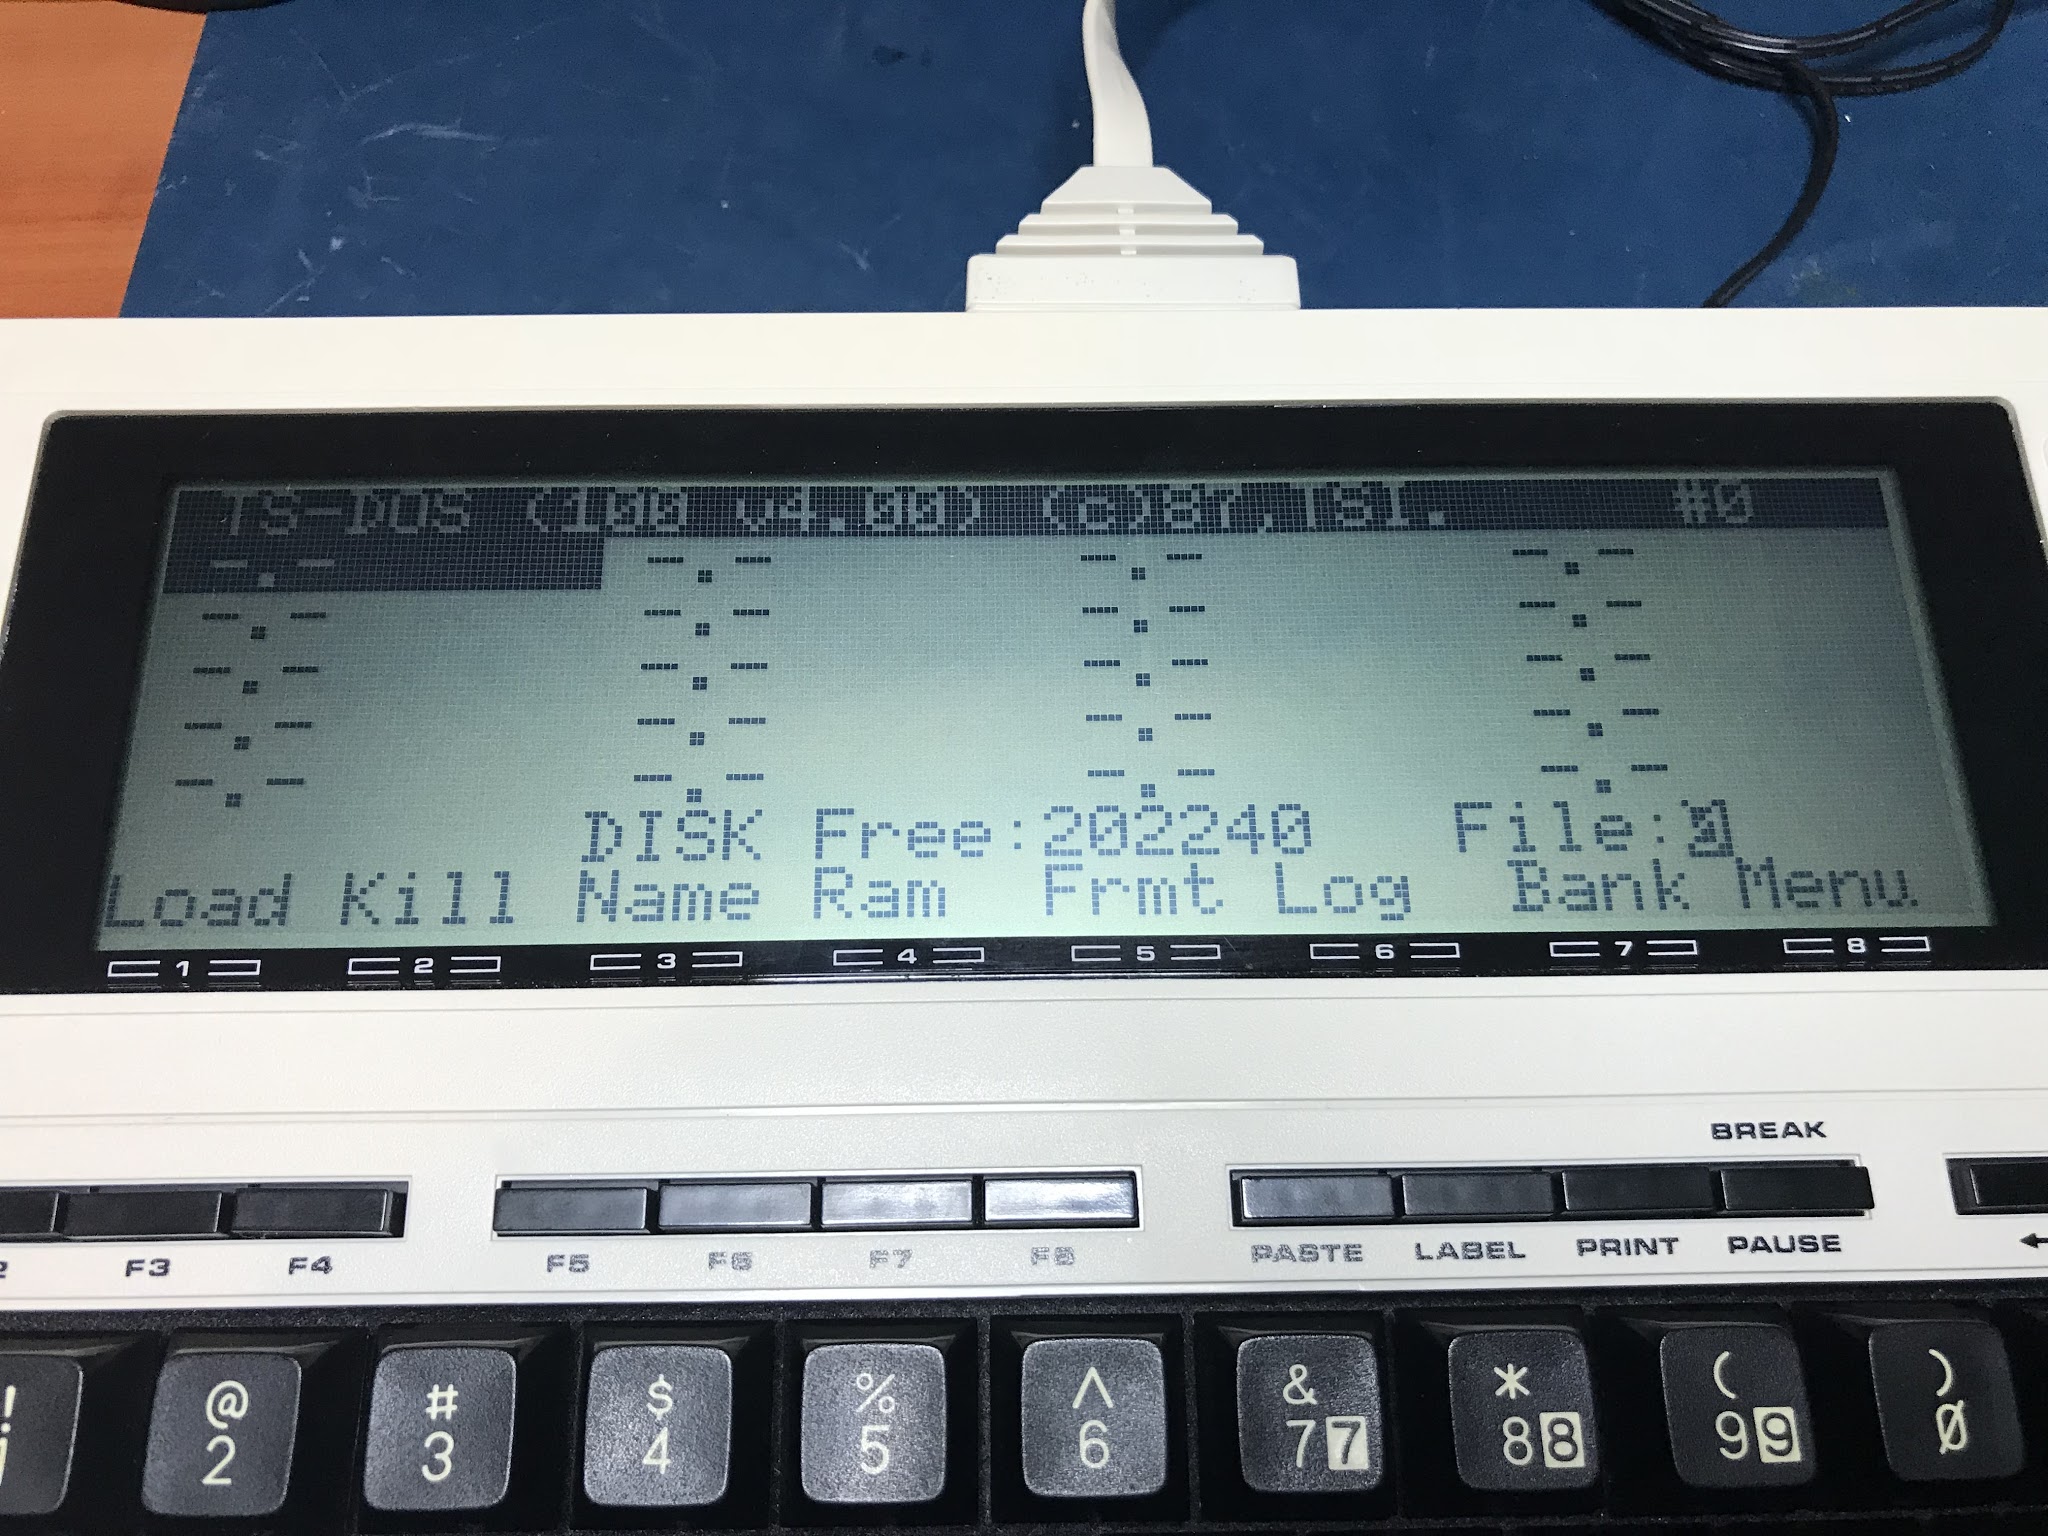 TS-DOS (100 v4.00) (c)87,TSI. #0
-.- -.- -.- -.-
-.- -.- -.- -.-
-.- -.- -.- -.-
-.- -.- -.- -.-
-.- -.- -.- -.-
DISK Free:202240 File:
Load Kill Name Ram Frmt Log Bank Menu
1 2 3 4 5 6 7 8
BREAK
F3 F4 F5 F6 F7 F8 PASTE LABEL PRINT PAUSE ←
! @ # $ % ^ & * ( )
2 3 4 5 6 7 7 8 8 9 9 0